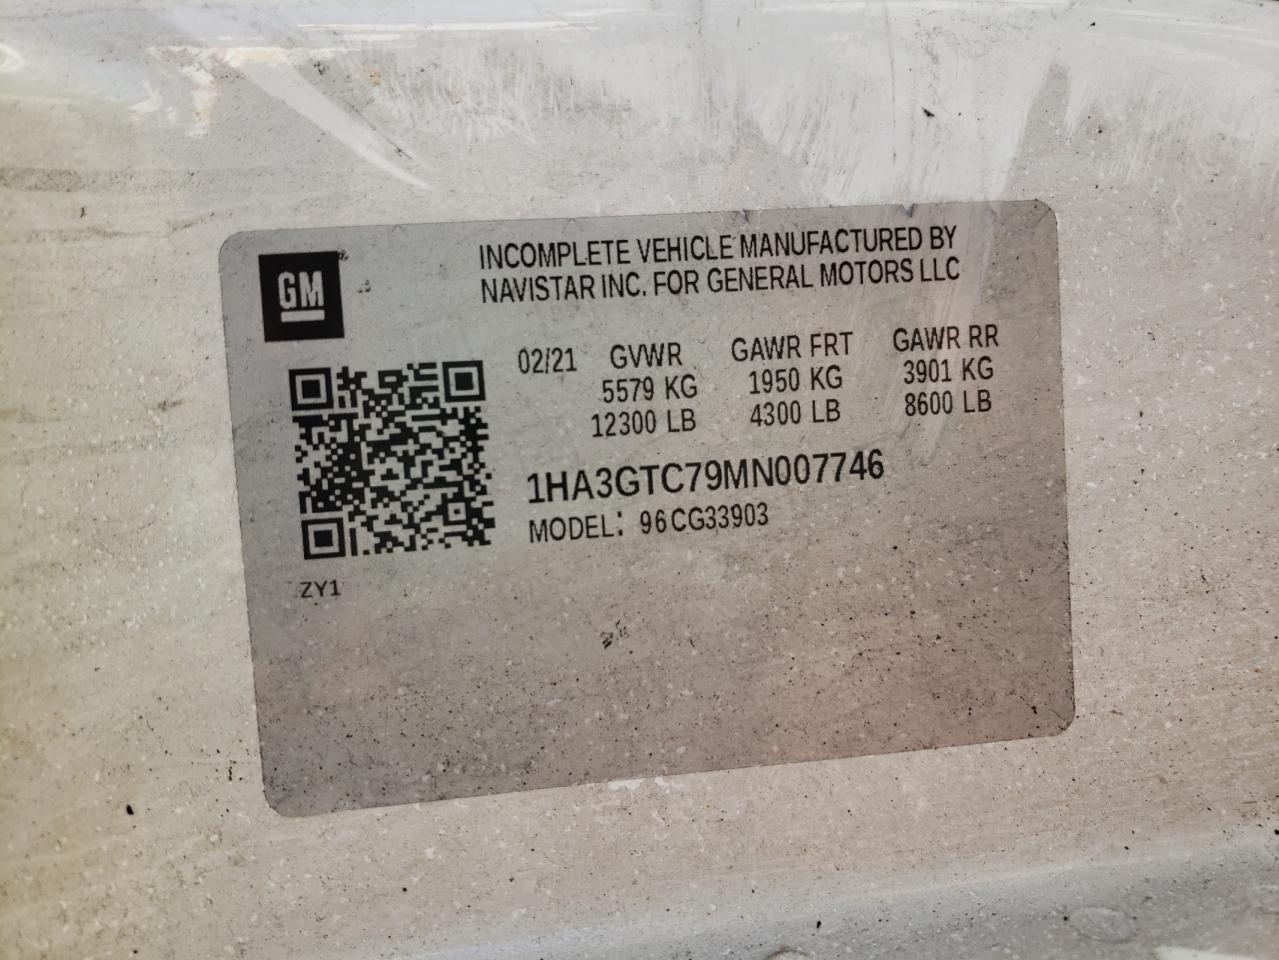 GM
INCOMPLETE VEHICLE MANUFACTURED BY
NAVISTAR INC. FOR GENERAL MOTORS LLC
02/21 GVWR GAWR FRT GAWR RR
5579 KG 1950 KG 3901 KG
12300 LB 4300 LB 8600 LB
1HA3GTC79MN007746
MODEL: 96CG33903
ZY1